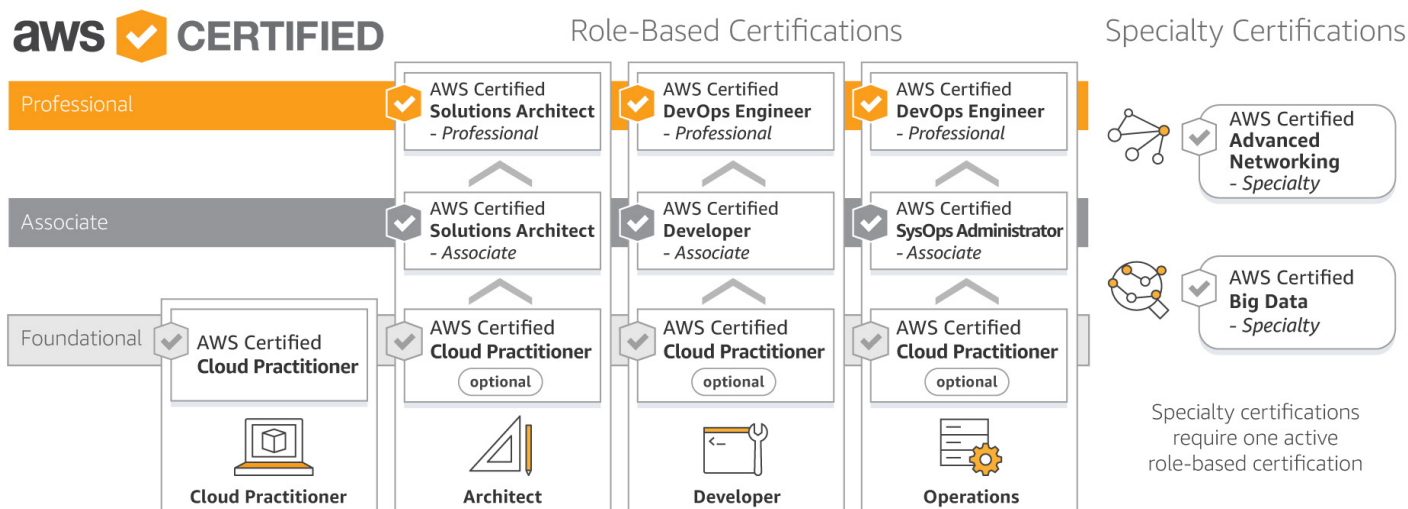 aws CERTIFIED
Role-Based Certifications
Specialty Certifications
Professional
AWS Certified
Solutions Architect
- Professional
AWS Certified
DevOps Engineer
- Professional
AWS Certified
DevOps Engineer
- Professional
Associate
AWS Certified
Solutions Architect
- Associate
AWS Certified
Developer
- Associate
AWS Certified
SysOps Administrator
- Associate
Foundational
AWS Certified
Cloud Practitioner
AWS Certified
Cloud Practitioner
optional
AWS Certified
Cloud Practitioner
optional
AWS Certified
Cloud Practitioner
optional
Cloud Practitioner
Architect
Developer
Operations
AWS Certified
Advanced
Networking
- Specialty
AWS Certified
Big Data
- Specialty
Specialty certifications
require one active
role-based certification